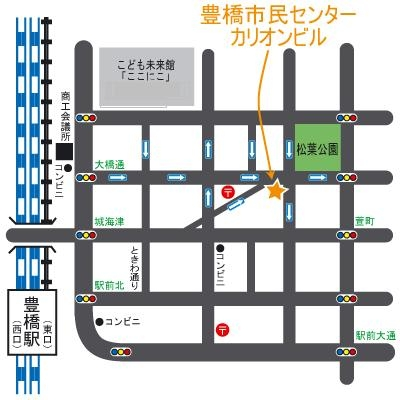 豊橋市民センター
カリオンビル
こども未来館
「ここにこ」
商工会議所
コンビニ
松葉公園
大橋通
〒
城海津
萱町
ときわ通り
コンビニ
駅前北
豊橋駅
(西口)
(東口)
コンビニ
〒
駅前大通